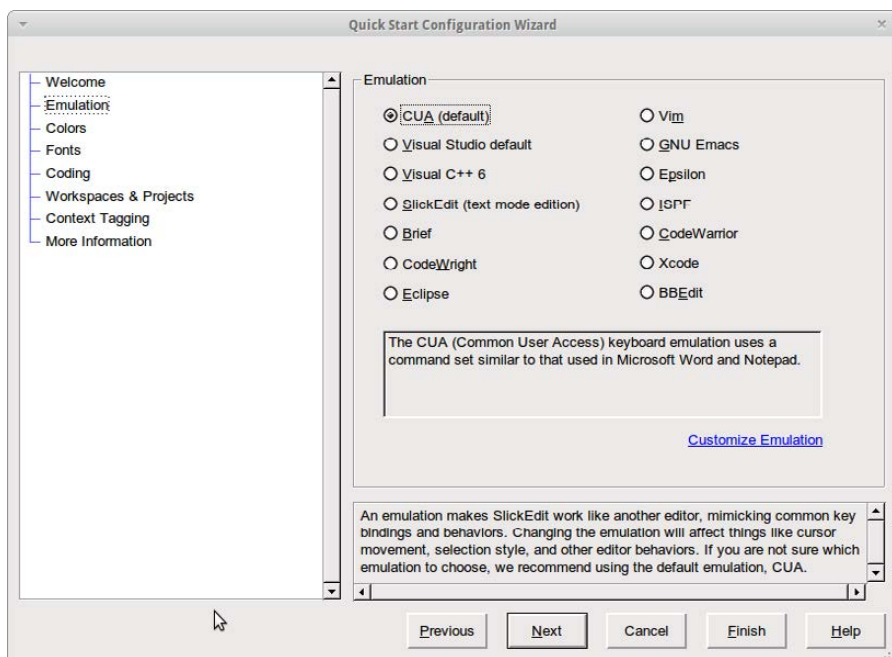 Quick Start Configuration Wizard
Welcome
Emulation
Colors
Fonts
Coding
Workspaces & Projects
Context Tagging
More Information
Emulation
CUA (default)
Visual Studio default
Visual C++ 6
SlickEdit (text mode edition)
Brief
CodeWright
Eclipse
Vim
GNU Emacs
Epsilon
ISPF
CodeWarrior
Xcode
BBEdit
The CUA (Common User Access) keyboard emulation uses a
command set similar to that used in Microsoft Word and Notepad.
Customize Emulation
An emulation makes SlickEdit work like another editor, mimicking common key
bindings and behaviors. Changing the emulation will affect things like cursor
movement, selection style, and other editor behaviors. If you are not sure which
emulation to choose, we recommend using the default emulation, CUA.
Previous
Next
Cancel
Finish
Help